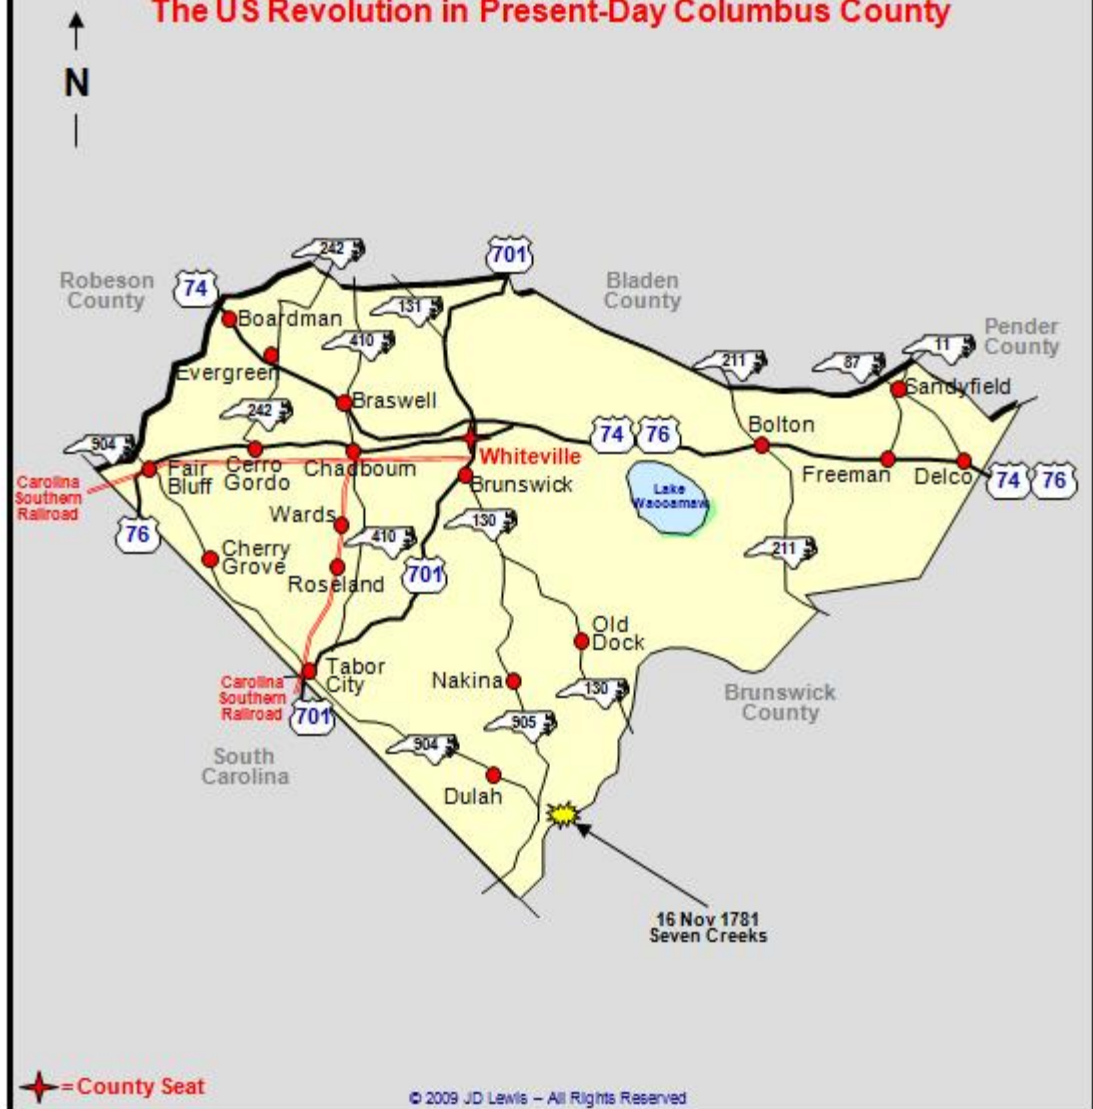 The US Revolution in Present-Day Columbus County
N
242
701
Robeson
County
74
Bladen
County
131
Boardman
410
11
Pender
County
211
87
Evergreen
Sandyfield
Braswell
242
Bolton
74 76
904
Whiteville
Fair
Bluff
Cerro
Gordo
Chadbourn
Freeman
Delco
74 76
Carolina
Southern
Railroad
Brunswick
Lake
Waccamaw
Wards
130
76
410
211
Cherry
Grove
Roseland
701
Old
Dock
Tabor
City
Nakina
130
Carolina
Southern
Railroad
701
905
Brunswick
County
904
South
Carolina
Dulah
16 Nov 1781
Seven Creeks
= County Seat
© 2009 JD Lewis – All Rights Reserved